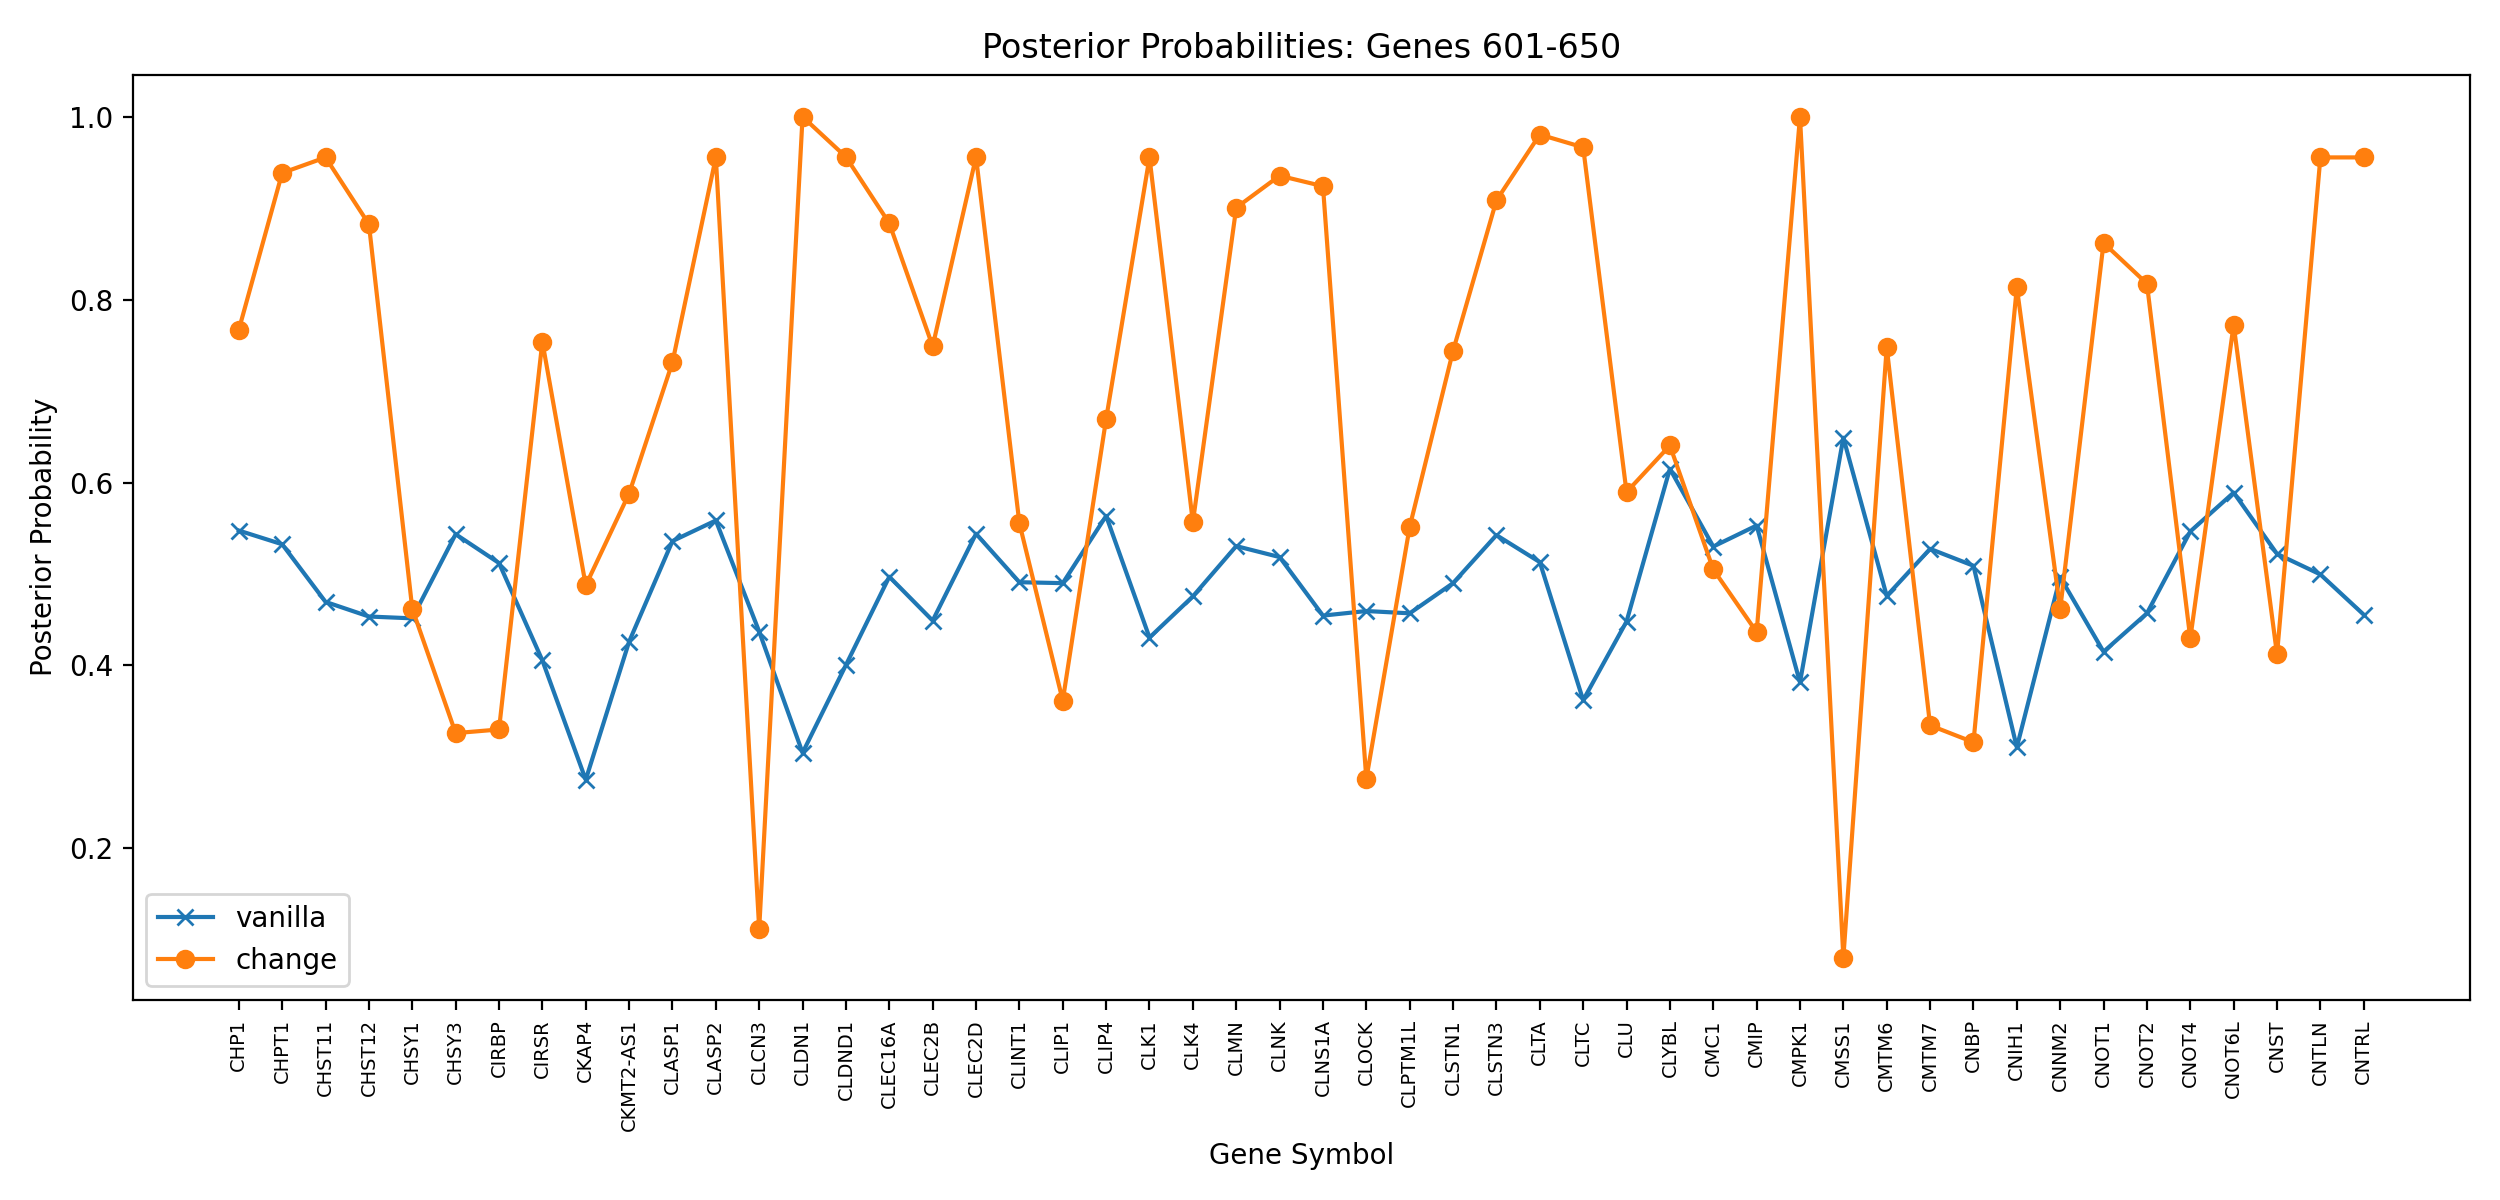 Posterior Probabilities: Genes 601-650
Posterior Probability
1.0
0.8
0.6
0.4
0.2
vanilla
change
CHP1
CHPT1
CHST11
CHST12
CHSY1
CHSY3
CIRBP
CIRSR
CKAP4
CKMT2-AS1
CLASP1
CLASP2
CLCN3
CLDN1
CLDND1
CLEC16A
CLEC2B
CLEC2D
CLINT1
CLIP1
CLIP4
CLK1
CLK4
CLMN
CLNK
CLNS1A
CLOCK
CLPTM1L
CLSTN1
CLSTN3
CLTA
CLTC
CLU
CLYBL
CMC1
CMIP
CMPK1
CMSS1
CMTM6
CMTM7
CNBP
CNIH1
CNNM2
CNOT1
CNOT2
CNOT4
CNOT6L
CNST
CNTLN
CNTRL
Gene Symbol